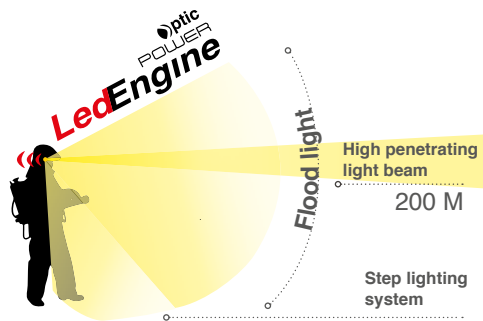 Optic
POWER
LedEngine
Flood light
High penetrating
light beam
200 M
Step lighting
system